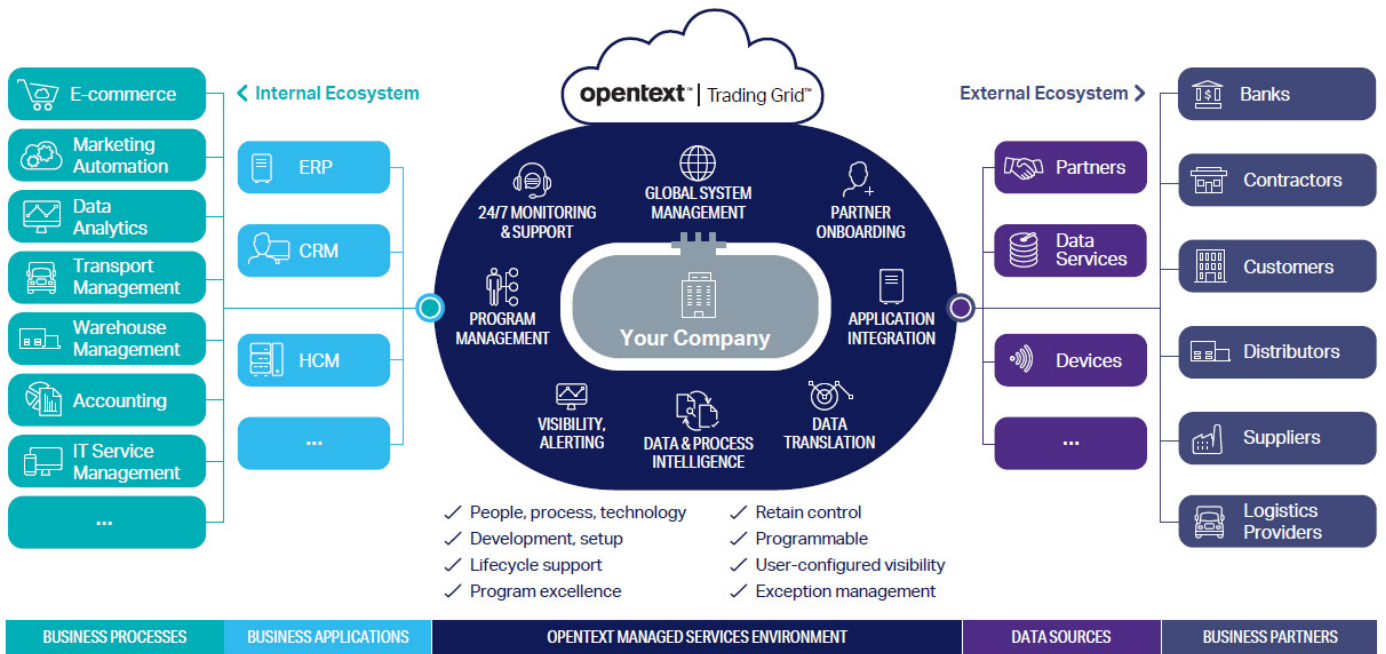 opentext™ | Trading Grid™
E-commerce
Marketing
Automation
Data
Analytics
Transport
Management
Warehouse
Management
Accounting
IT Service
Management
...
< Internal Ecosystem
ERP
CRM
HCM
...
24/7 MONITORING
& SUPPORT
GLOBAL SYSTEM
MANAGEMENT
PARTNER
ONBOARDING
PROGRAM
MANAGEMENT
Your Company
APPLICATION
INTEGRATION
VISIBILITY,
ALERTING
DATA & PROCESS
INTELLIGENCE
DATA
TRANSLATION
✓ People, process, technology
✓ Development, setup
✓ Lifecycle support
✓ Program excellence
✓ Retain control
✓ Programmable
✓ User-configured visibility
✓ Exception management
External Ecosystem >
Partners
Data
Services
Devices
...
Banks
Contractors
Customers
Distributors
Suppliers
Logistics
Providers
BUSINESS PROCESSES
BUSINESS APPLICATIONS
OPENTEXT MANAGED SERVICES ENVIRONMENT
DATA SOURCES
BUSINESS PARTNERS